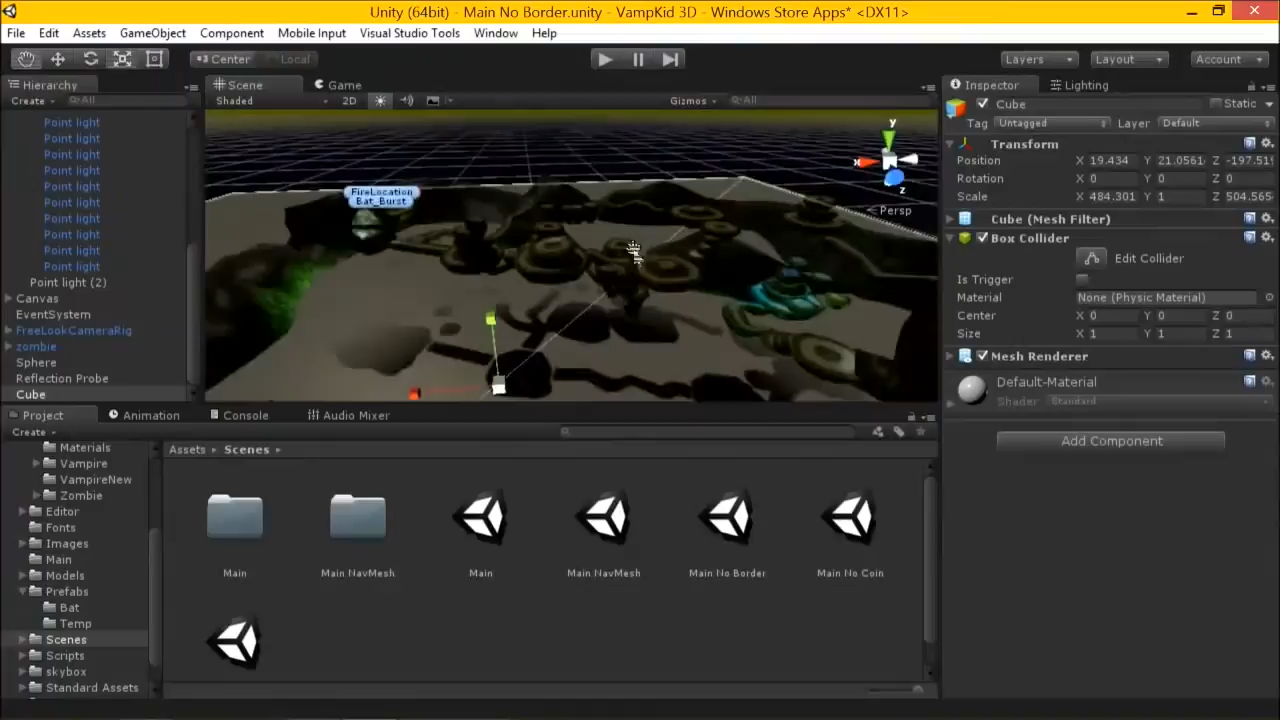 Unity (64bit) - Main No Border.unity - VampKid 3D - Windows Store Apps* <DX11>
File Edit Assets GameObject Component Mobile Input Visual Studio Tools Window Help
Center Local Layers Layout Account
Hierarchy
Create All
Point light
Point light
Point light
Point light
Point light
Point light
Point light
Point light
Point light
Point light
Point light (2)
Canvas
EventSystem
FreeLookCameraRig
zombie
Sphere
Reflection Probe
Cube
Scene Game
Shaded 2D Gizmos All
FireLocation
Bat_Burst
y
x
z
Persp
Inspector Lighting
Cube Static
Tag Untagged Layer Default
Transform
Position X 19.434 Y 21.0561 Z -197.519
Rotation X 0 Y 0 Z 0
Scale X 484.301 Y 1 Z 504.565
Cube (Mesh Filter)
Box Collider
Edit Collider
Is Trigger
Material None (Physic Material)
Center X 0 Y 0 Z 0
Size X 1 Y 1 Z 1
Mesh Renderer
Default-Material
Shader Standard
Add Component
Project Animation Console Audio Mixer
Create
Materials
Vampire
VampireNew
Zombie
Editor
Fonts
Images
Main
Models
Prefabs
Bat
Temp
Scenes
Scripts
skybox
Standard Assets
Assets Scenes
Main Main NavMesh Main Main NavMesh Main No Border Main No Coin